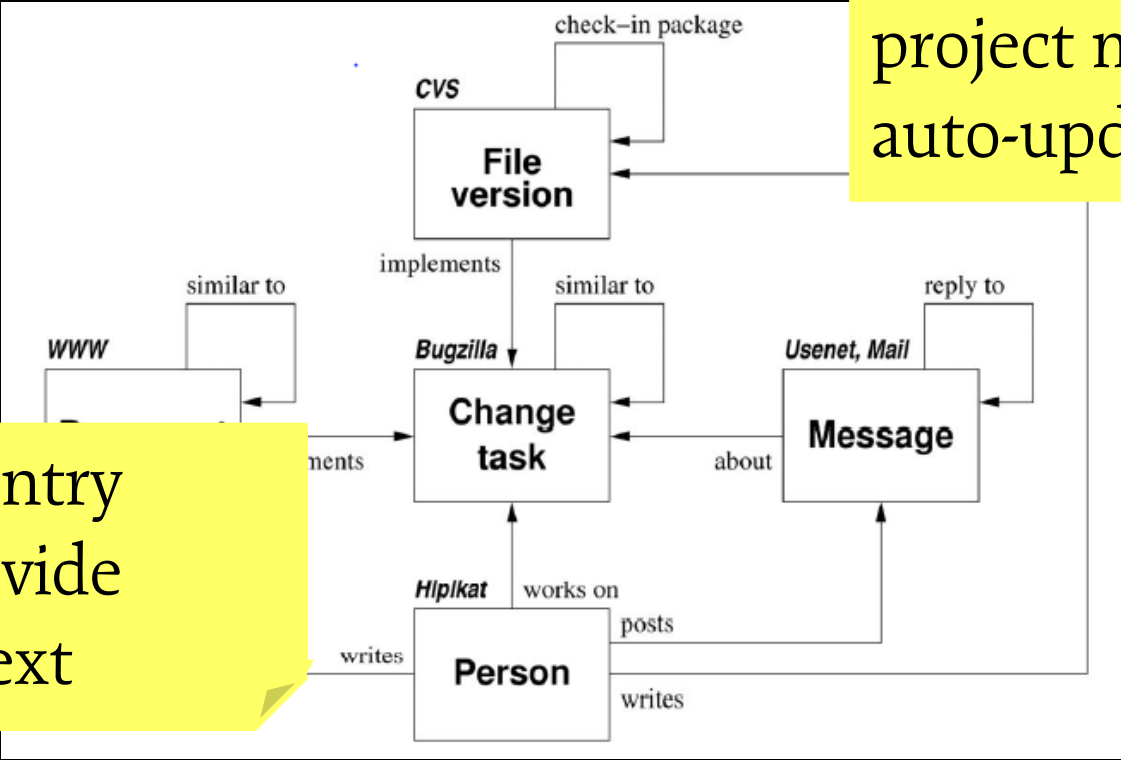 check–in package
project
auto-upd
CVS
File
version
implements
similar to
similar to
reply to
WWW
Bugzilla
Usenet, Mail
Change
task
Message
ments
about
ntry
vide
ext
Hipikat
works on
posts
writes
Person
writes